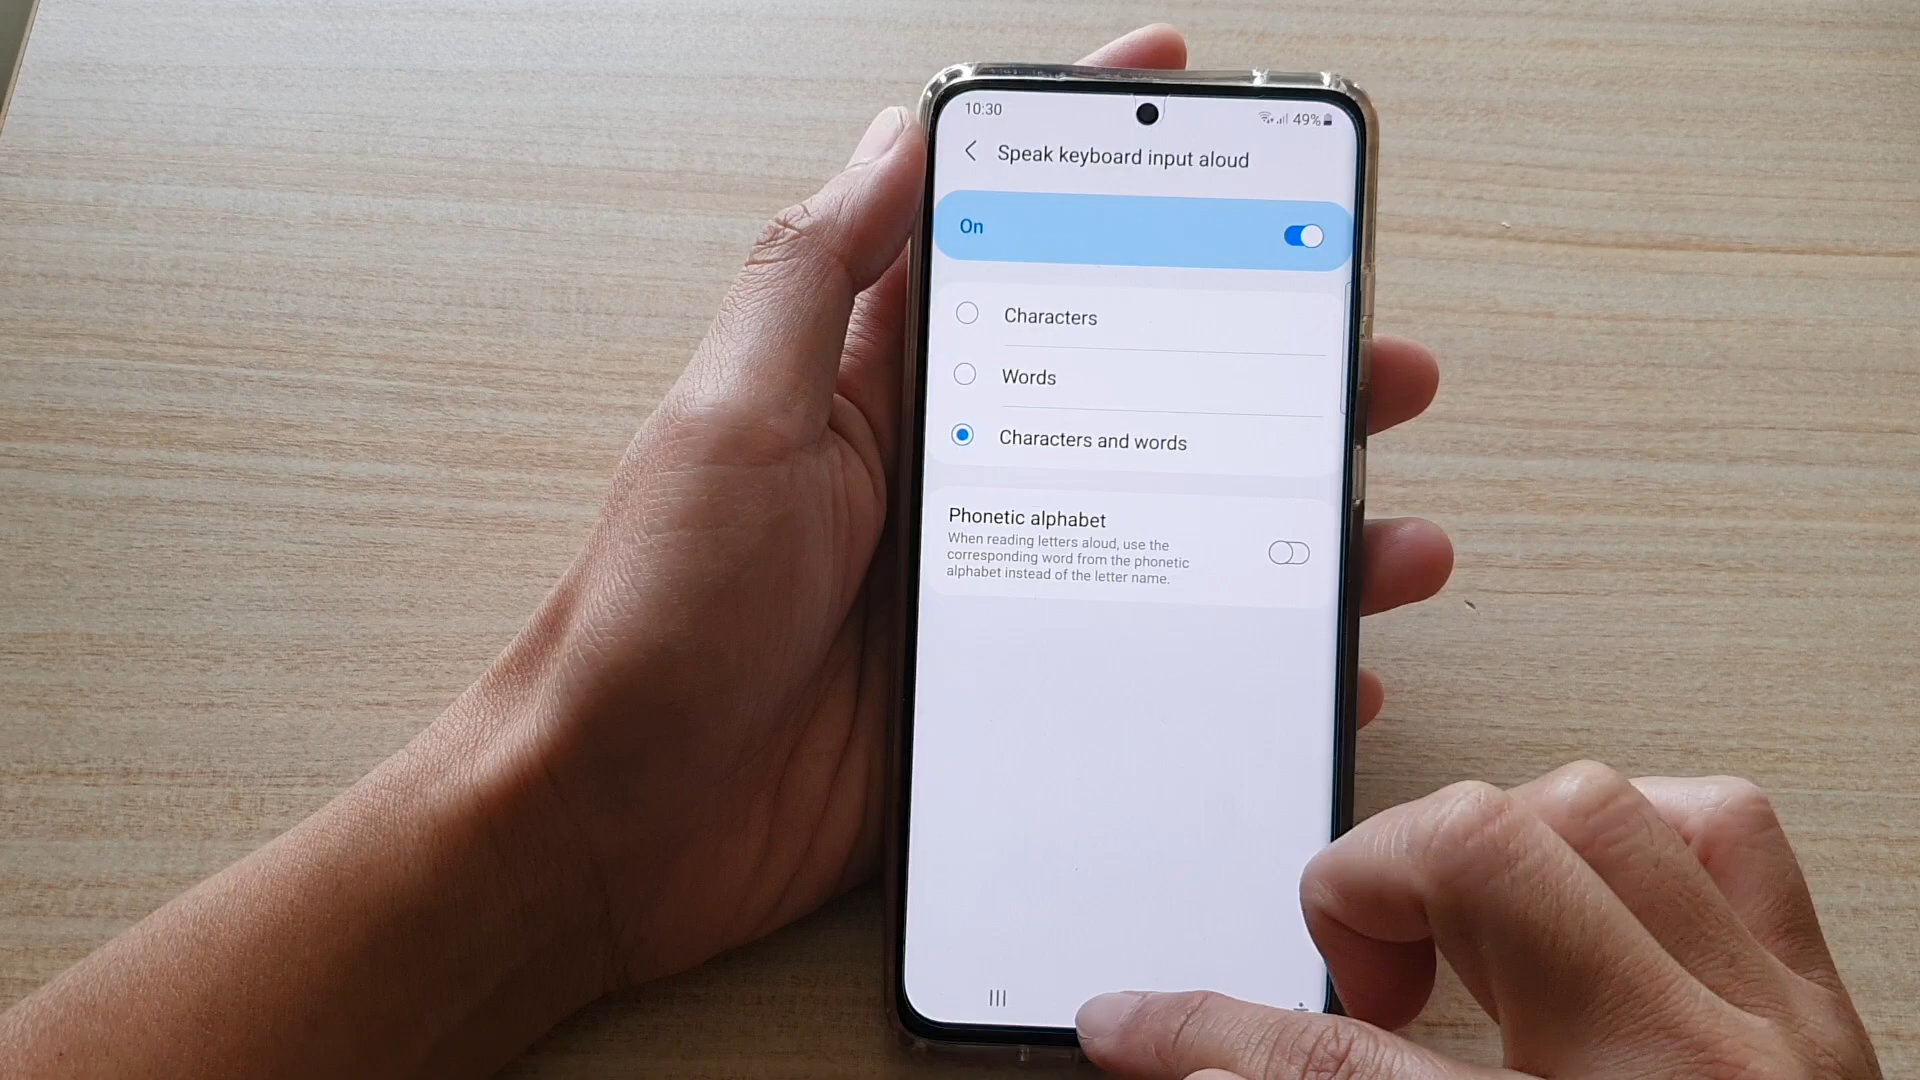 10:30
49%
Speak keyboard input aloud
On
Characters
Words
Characters and words
Phonetic alphabet
When reading letters aloud, use the
corresponding word from the phonetic
alphabet instead of the letter name.